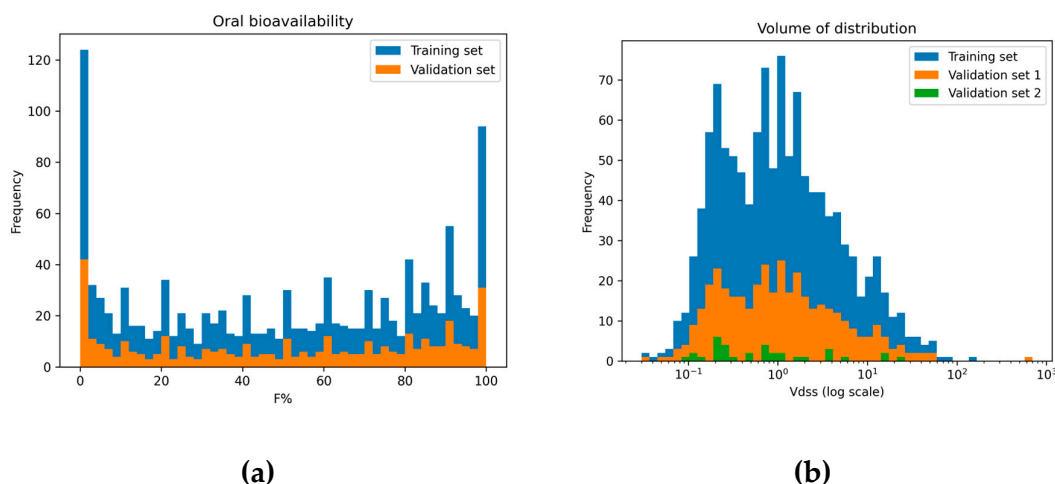 Oral bioavailability
Training set
Validation set
Frequency
120
100
80
60
40
20
0
0 20 40 60 80 100
F%
(a)
Volume of distribution
Training set
Validation set 1
Validation set 2
Frequency
70
60
50
40
30
20
10
0
10⁻¹ 10⁰ 10¹ 10² 10³
Vdss (log scale)
(b)